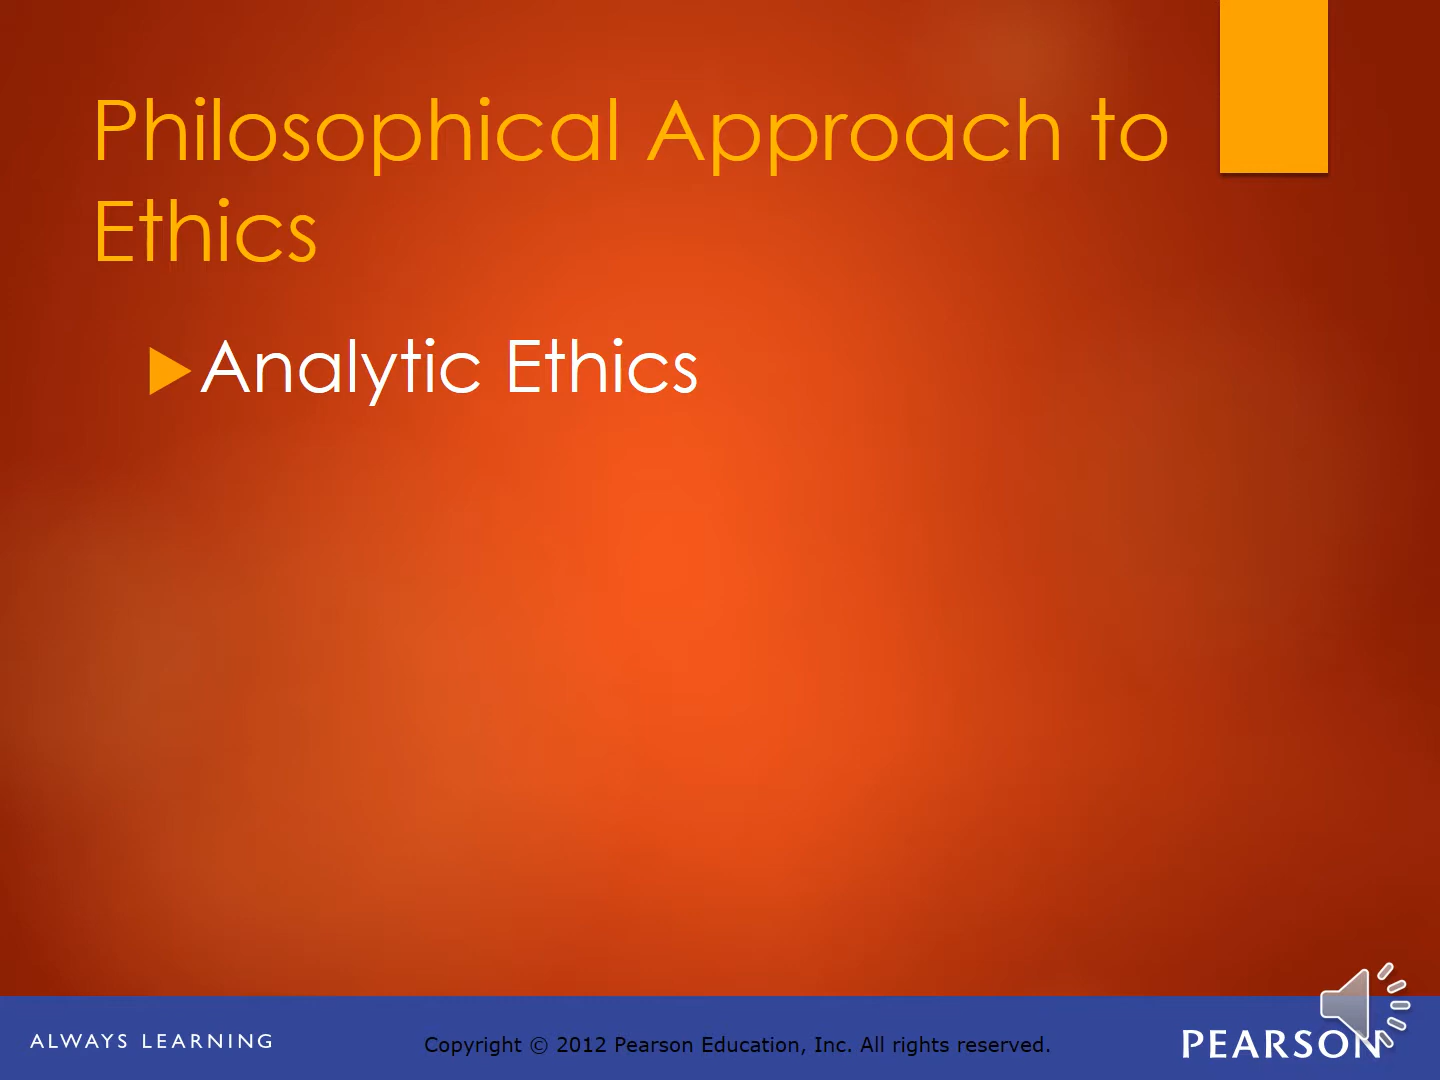 Philosophical Approach to
Ethics
Analytic Ethics
ALWAYS LEARNING
Copyright © 2012 Pearson Education, Inc. All rights reserved.
PEARSON